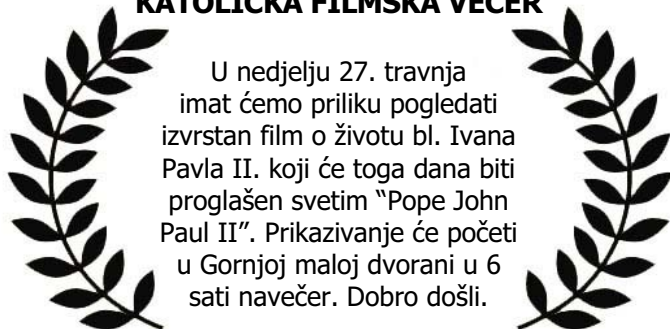 KATOLIČKA FILMSKA VEČER
U nedjelju 27. travnja
imat ćemo priliku pogledati
izvrstan film o životu bl. Ivana
Pavla II. koji će toga dana biti
proglašen svetim “Pope John
Paul II”. Prikazivanje će početi
u Gornjoj maloj dvorani u 6
sati navečer. Dobro došli.